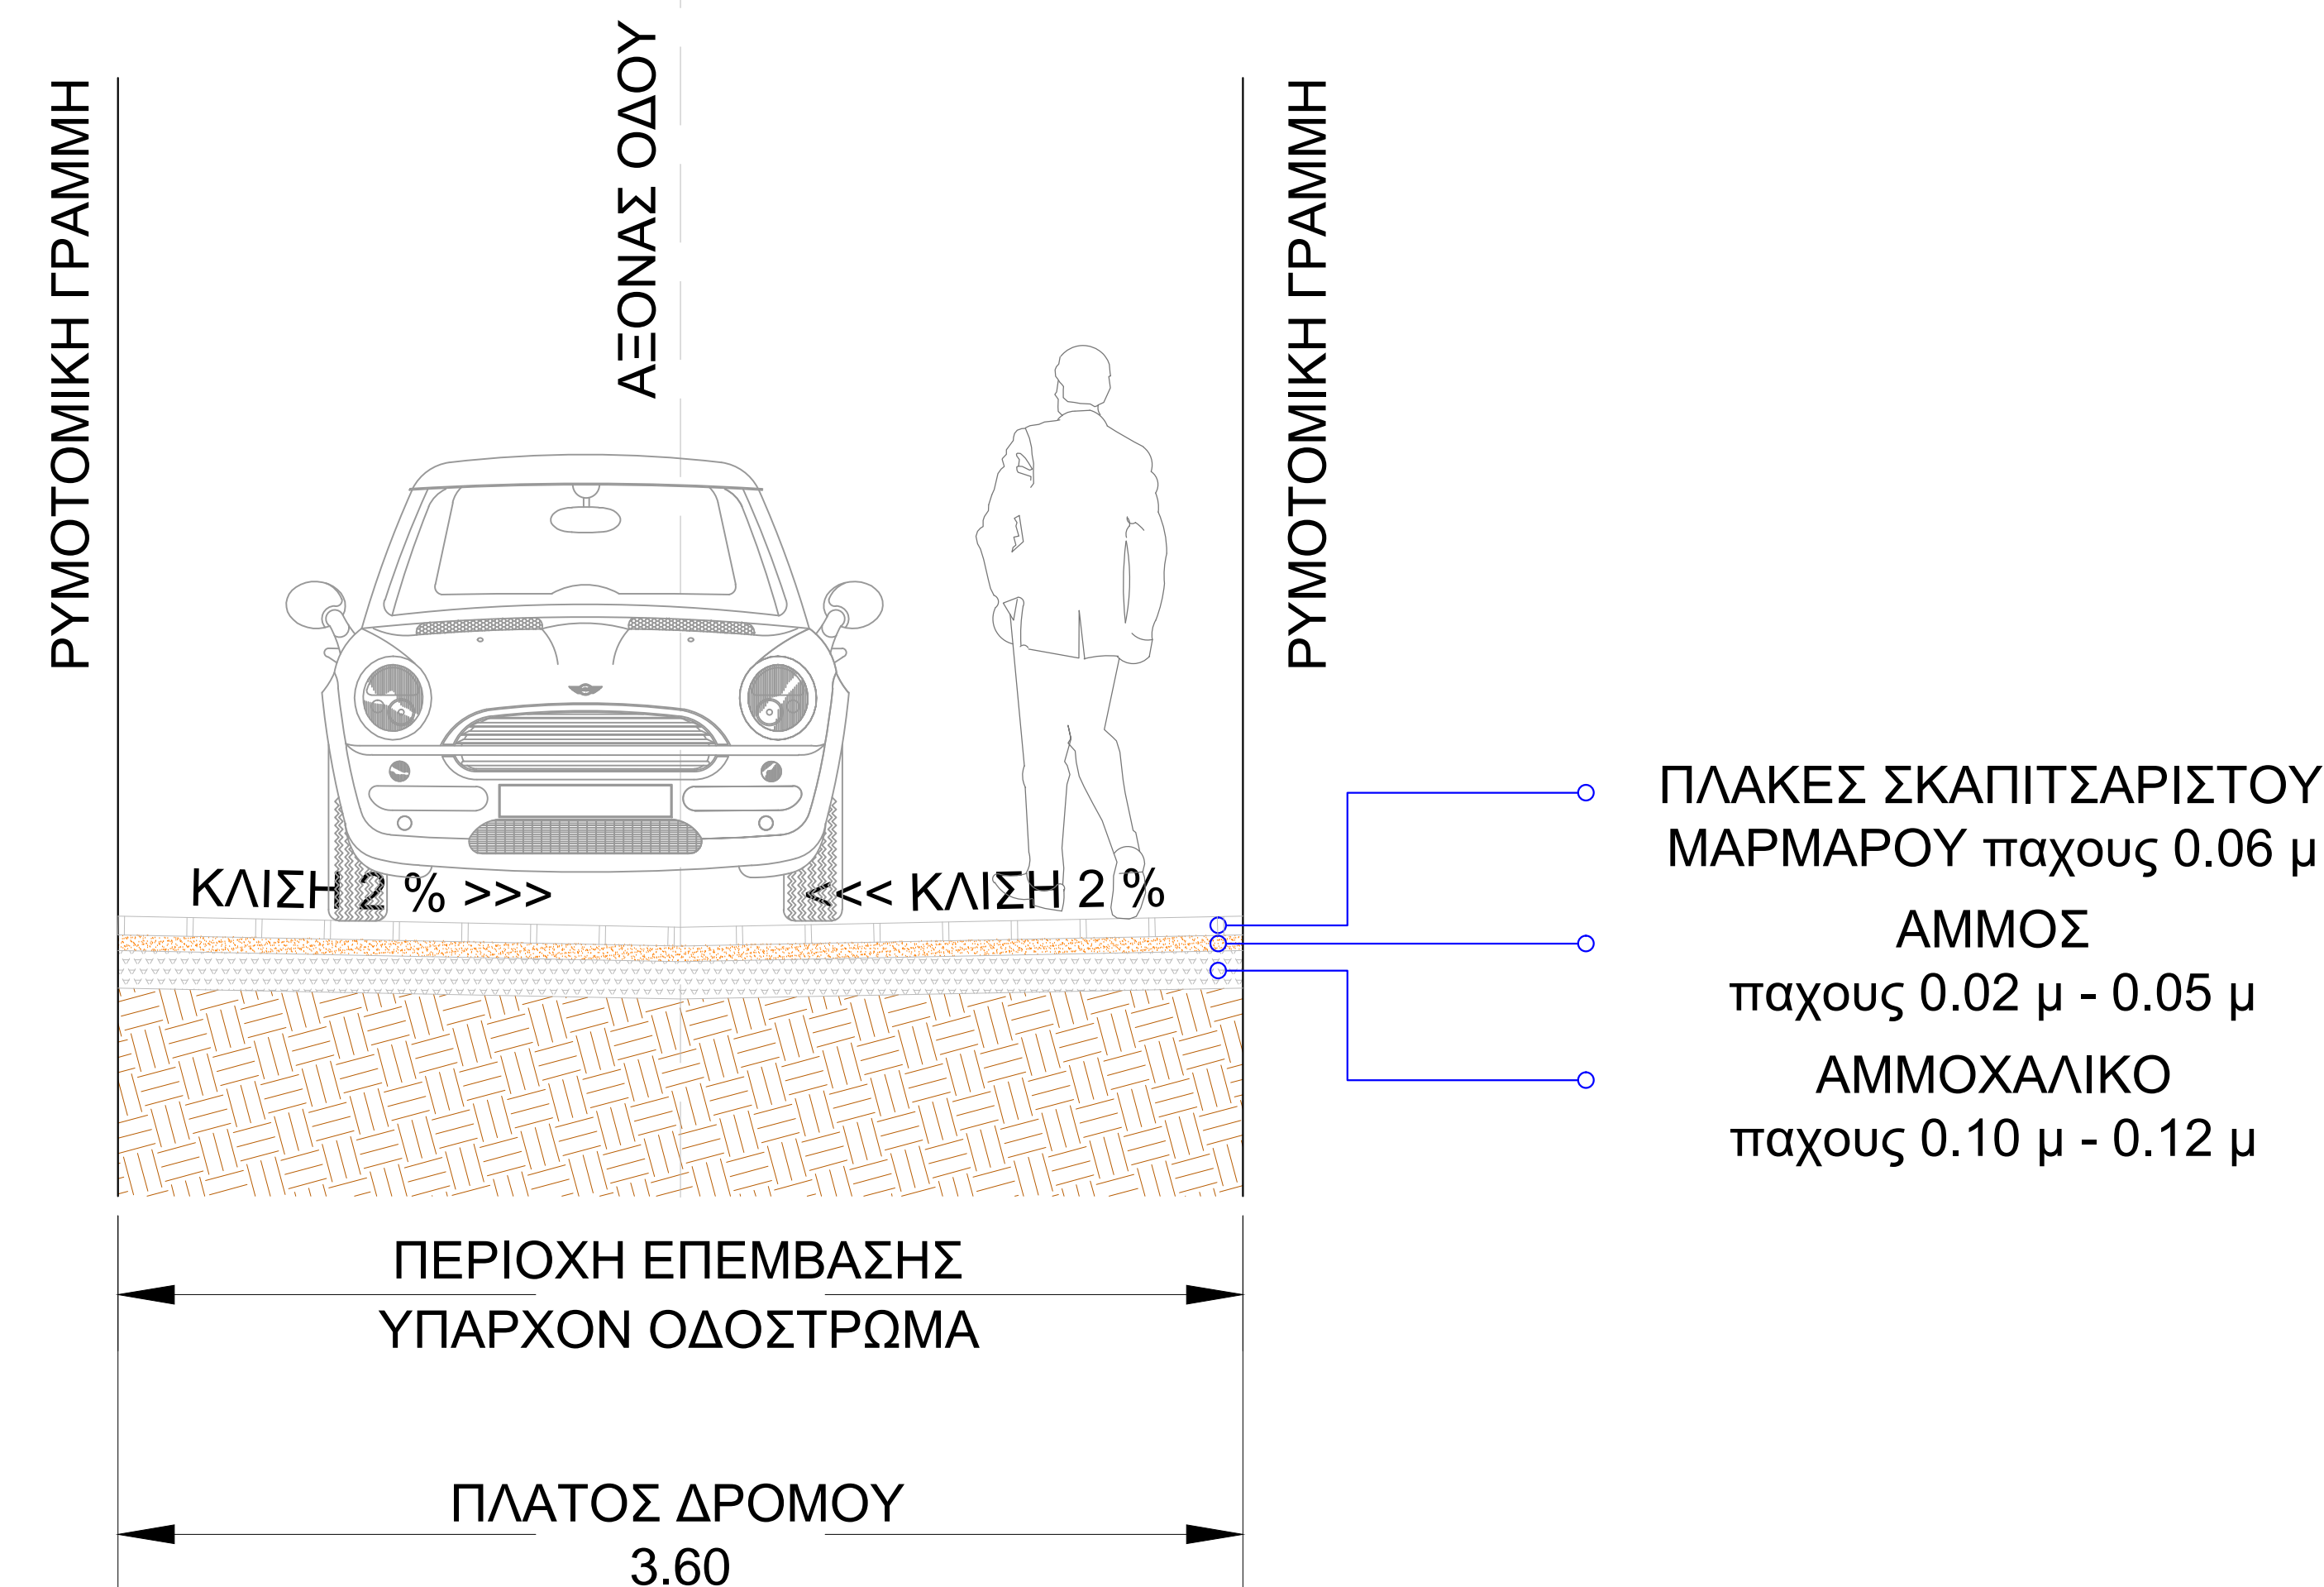 ΡΥΜΟΤΟΜΙΚΗ ΓΡΑΜΜΗ
ΑΞΟΝΑΣ ΟΔΟΥ
ΡΥΜΟΤΟΜΙΚΗ ΓΡΑΜΜΗ
ΚΛΙΣΗ 2 % >>>
<<< ΚΛΙΣΗ 2 %
ΠΛΑΚΕΣ ΣΚΑΠΙΤΣΑΡΙΣΤΟΥ
ΜΑΡΜΑΡΟΥ παχους 0.06 μ
ΑΜΜΟΣ
παχους 0.02 μ - 0.05 μ
ΑΜΜΟΧΑΛΙΚΟ
παχους 0.10 μ - 0.12 μ
ΠΕΡΙΟΧΗ ΕΠΕΜΒΑΣΗΣ
ΥΠΑΡΧΟΝ ΟΔΟΣΤΡΩΜΑ
ΠΛΑΤΟΣ ΔΡΟΜΟΥ
3.60